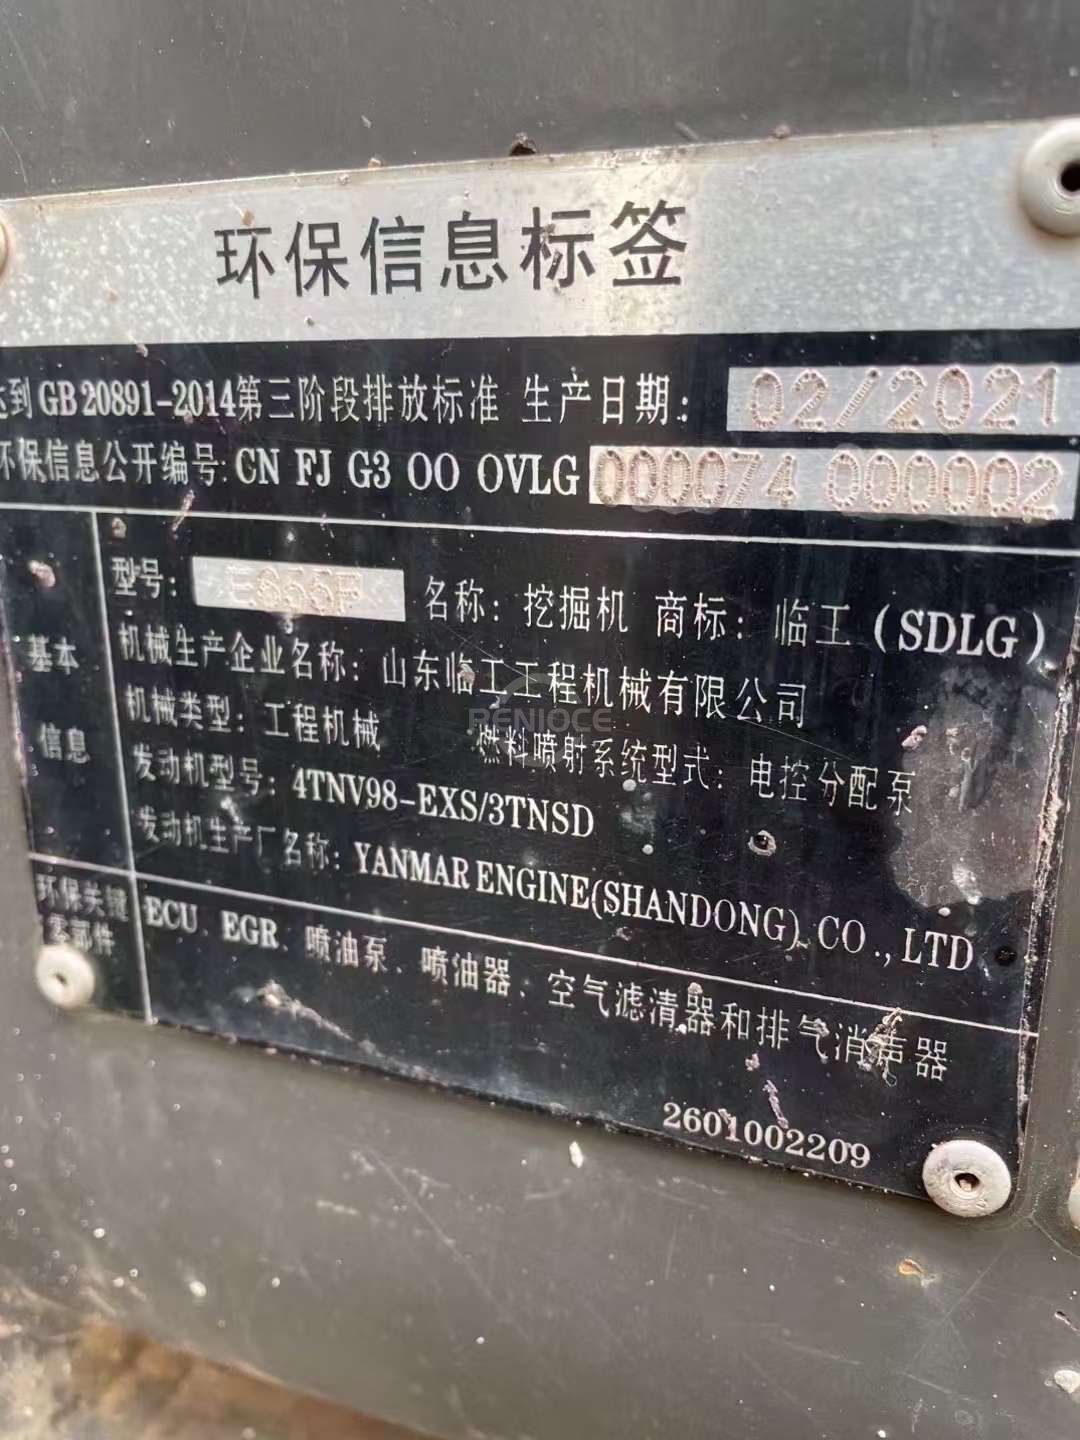 环保信息标签
达到GB 20891-2014第三阶段排放标准 生产日期: 02/2021
环保信息公开编号: CN FJ G3 00 0VLG 000074 000002
型号: E655F 名称: 挖掘机 商标: 临工(SDLG)
机械生产企业名称: 山东临工工程机械有限公司
基本信息
机械类型: 工程机械 燃料喷射系统型式: 电控分配泵
发动机型号: 4TNV98-EXS/3TNSD
发动机生产厂名称: YANMAR ENGINE(SHANDONG) CO., LTD
环保关键零部件
ECU、EGR、喷油泵、喷油器、空气滤清器和排气消声器
2601002209
RENIOCE